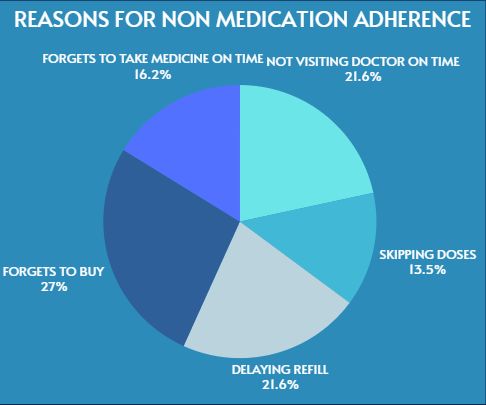 REASONS FOR NON MEDICATION ADHERENCE
FORGETS TO TAKE MEDICINE ON TIME
16.2%
NOT VISITING DOCTOR ON TIME
21.6%
SKIPPING DOSES
13.5%
FORGETS TO BUY
27%
DELAYING REFILL
21.6%